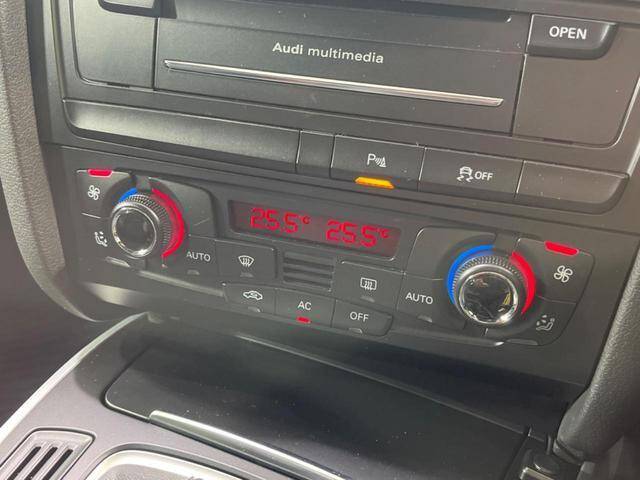 OPEN
Audi multimedia
P
OFF
25.5°C 25.5°C
AUTO
AUTO
AC
OFF